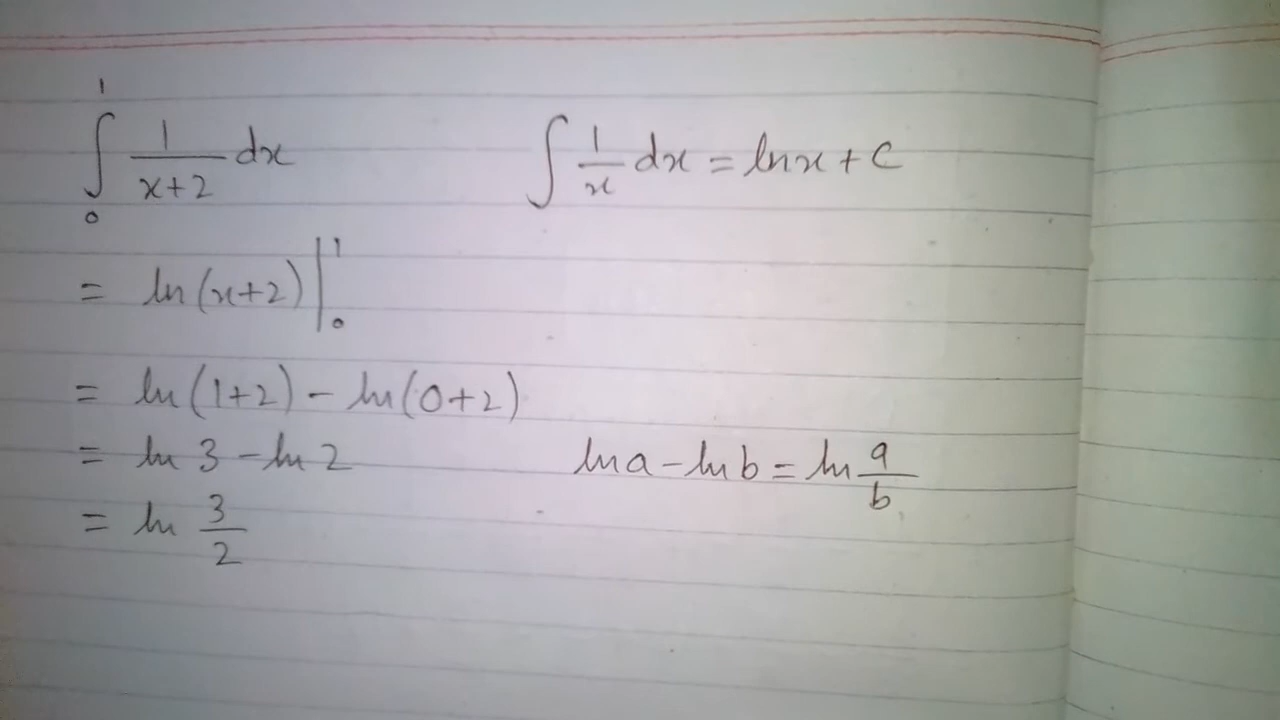 ∫₀¹ 1/(x+2) dx
∫ 1/x dx = ln x + C
= ln(x+2) |₀¹
= ln(1+2) - ln(0+2)
= ln 3 - ln 2
ln a - ln b = ln a/b
= ln 3/2